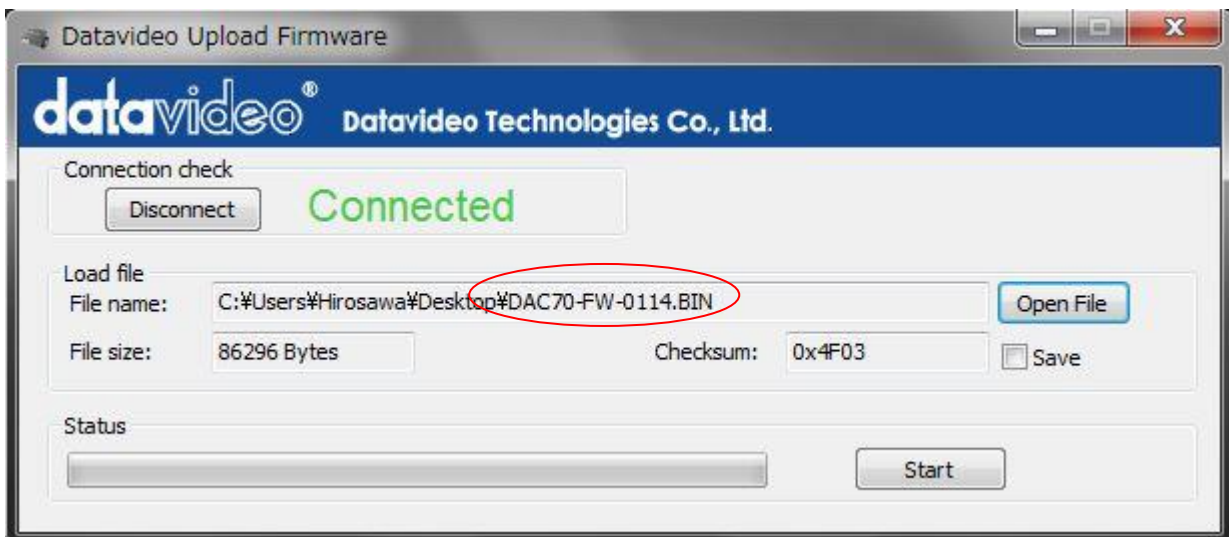 Datavideo Upload Firmware
datavideo® Datavideo Technologies Co., Ltd.
Connection check
Disconnect Connected
Load file
File name: C:¥Users¥Hirosawa¥Desktop¥DAC70-FW-0114.BIN Open File
File size: 86296 Bytes Checksum: 0x4F03 Save
Status
Start